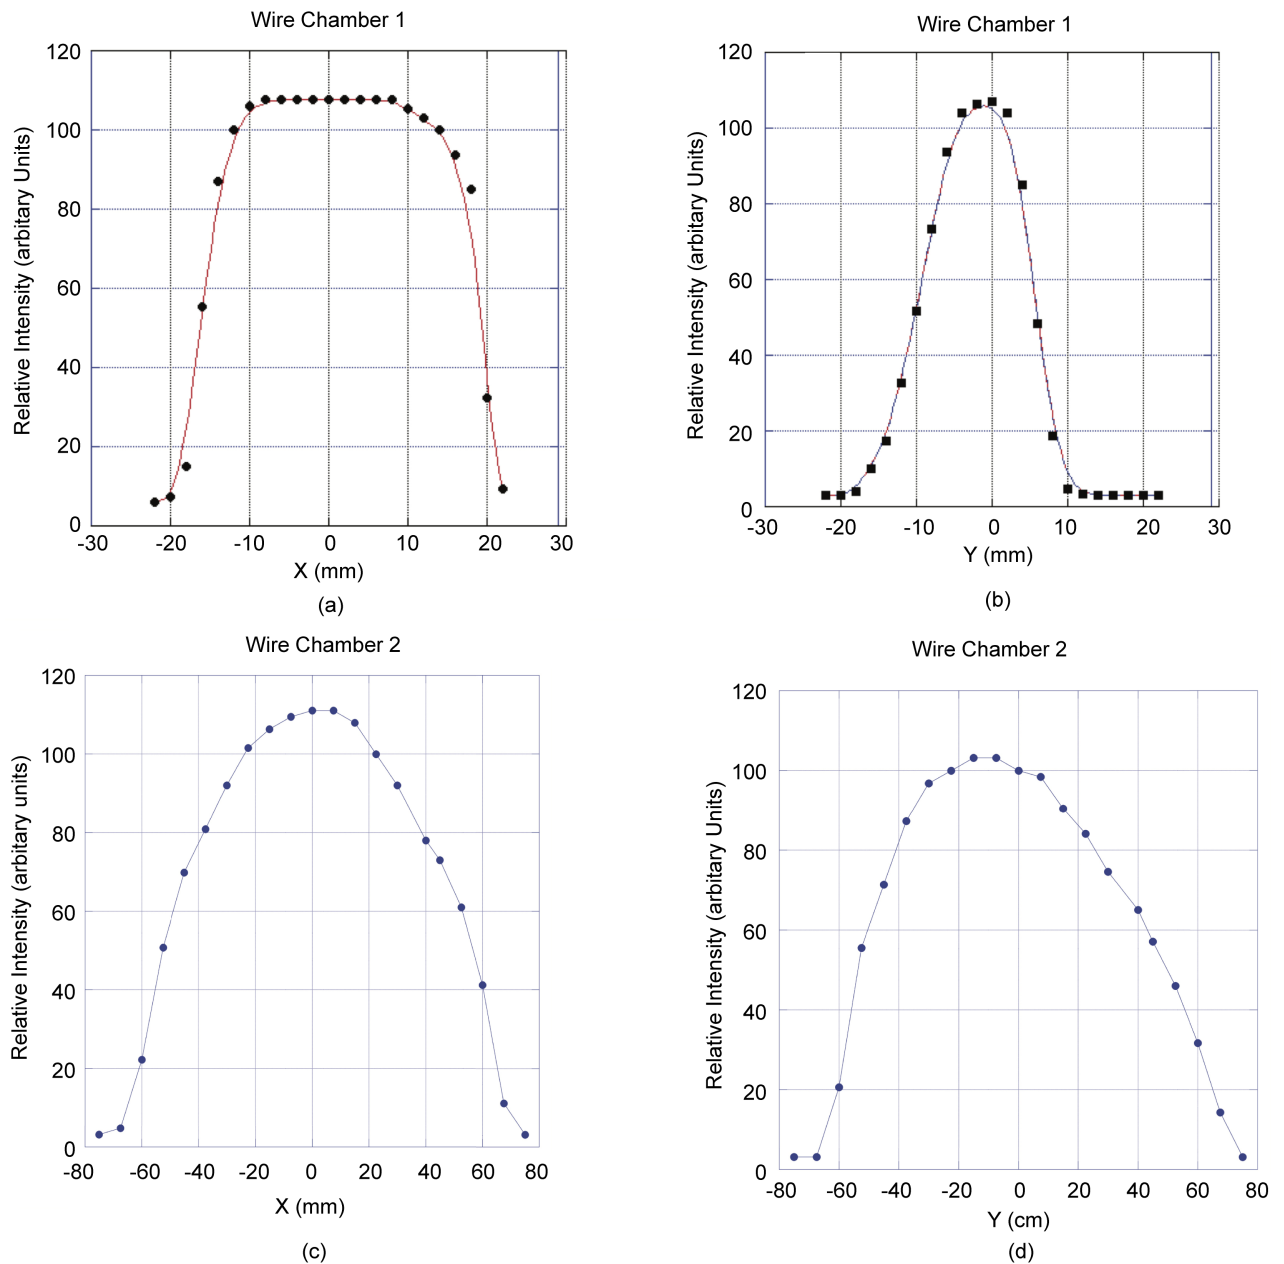 Wire Chamber 1
120
100
80
60
40
20
0
-30 -20 -10 0 10 20 30
Relative Intensity (arbitary Units)
X (mm)
(a)
Wire Chamber 1
120
100
80
60
40
20
0
-30 -20 -10 0 10 20 30
Relative Intensity (arbitary Units)
Y (mm)
(b)
Wire Chamber 2
120
100
80
60
40
20
0
-80 -60 -40 -20 0 20 40 60 80
Relative Intensity (arbitary units)
X (mm)
(c)
Wire Chamber 2
120
100
80
60
40
20
0
-80 -60 -40 -20 0 20 40 60 80
Relative Intensity (arbitary Units)
Y (cm)
(d)